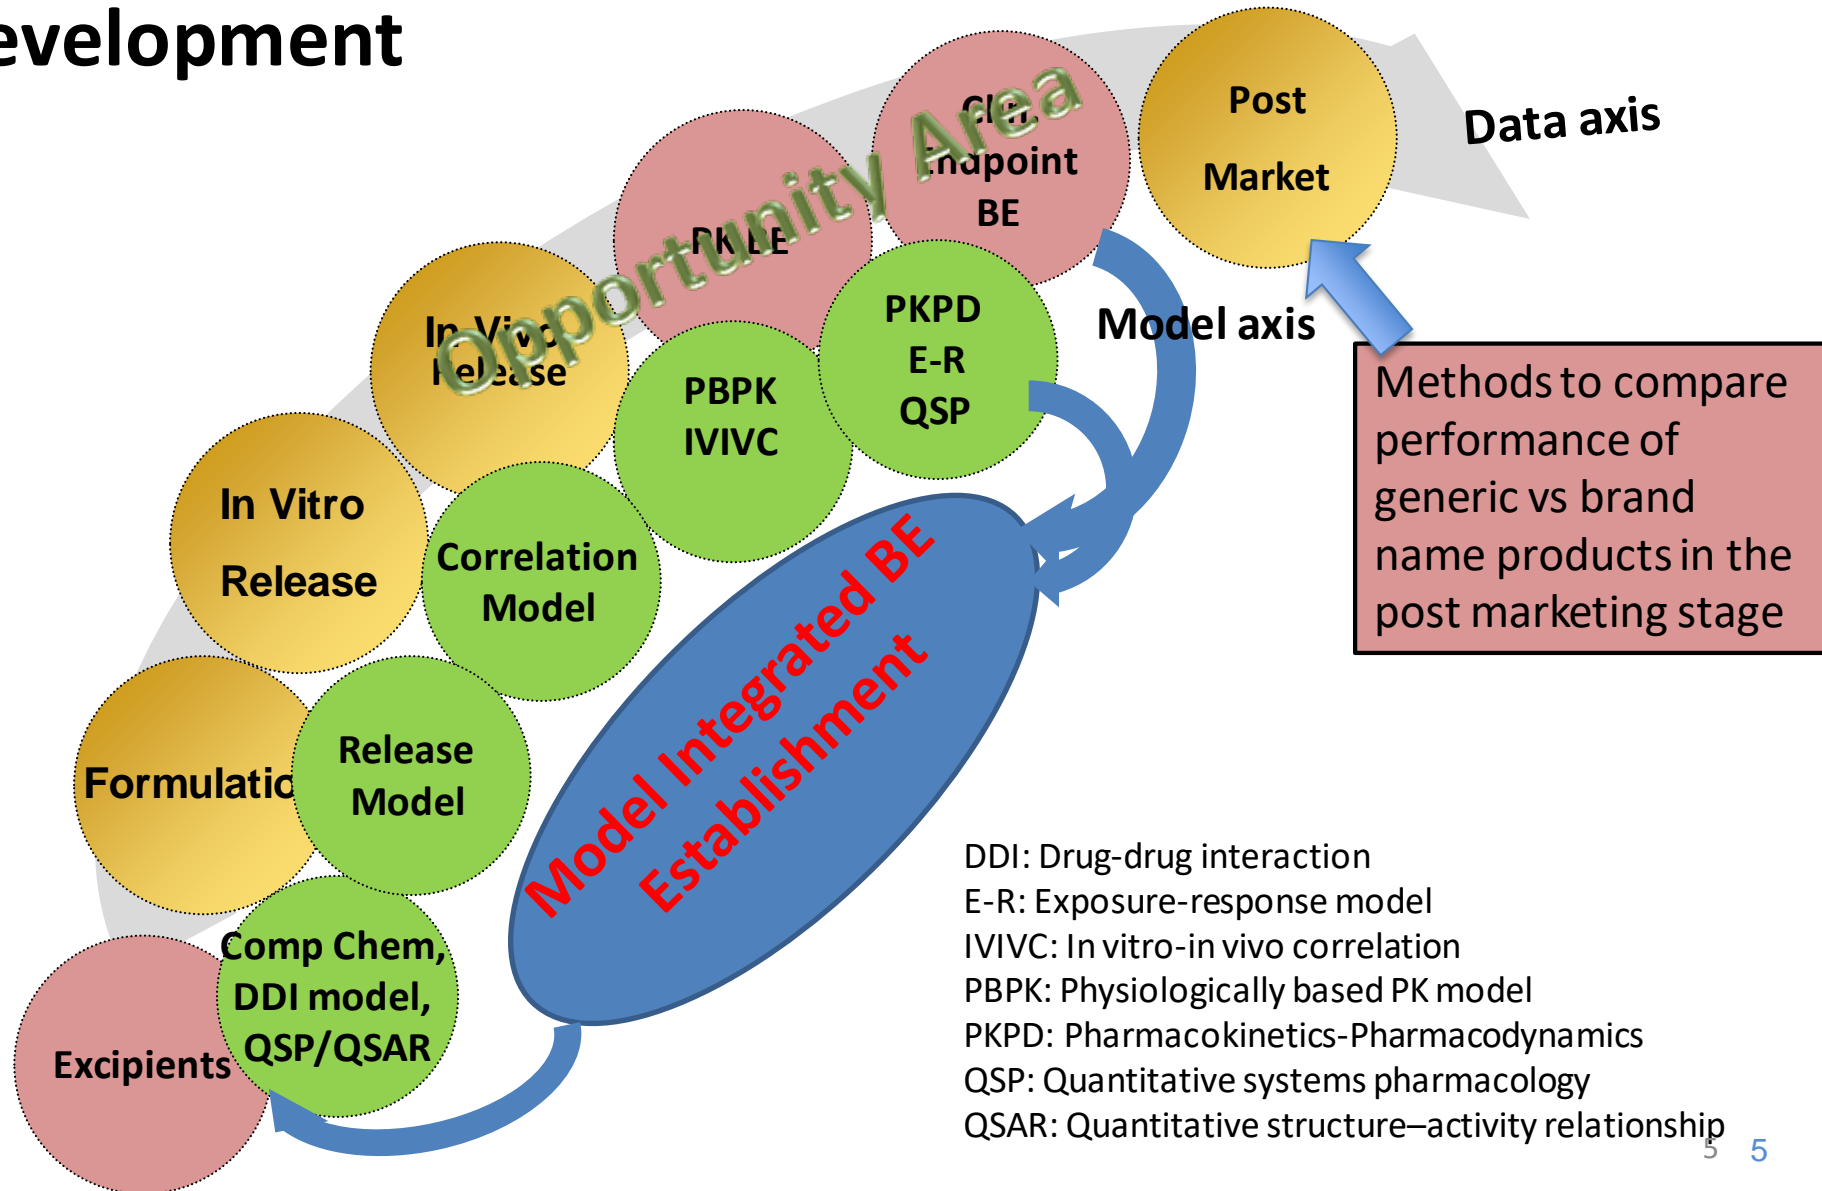 evelopment
Post
Market
Data axis
Clin.
Endpoint
BE
Opportunity Area
PK BE
In Vivo
Release
PKPD
E-R
QSP
Model axis
PBPK
IVIVC
Methods to compare
performance of
generic vs brand
name products in the
post marketing stage
In Vitro
Release
Correlation
Model
Model Integrated BE
Establishment
Formulatio
Release
Model
Comp Chem,
DDI model,
QSP/QSAR
Excipients
DDI: Drug-drug interaction
E-R: Exposure-response model
IVIVC: In vitro-in vivo correlation
PBPK: Physiologically based PK model
PKPD: Pharmacokinetics-Pharmacodynamics
QSP: Quantitative systems pharmacology
QSAR: Quantitative structure–activity relationship
5 5